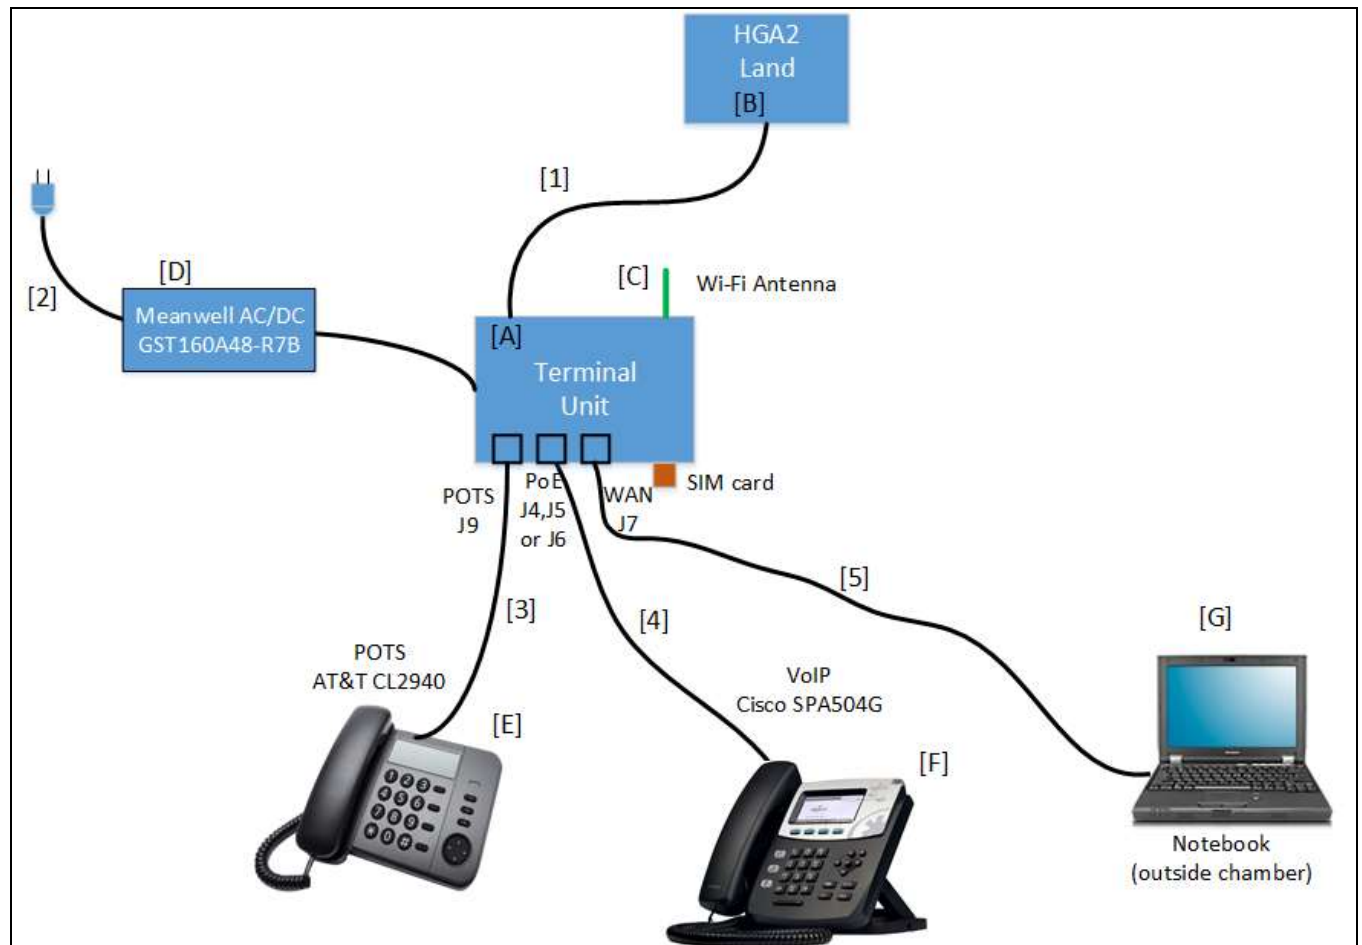 HGA2
Land
[B]
[1]
[D]
[C]
Wi-Fi Antenna
[2]
Meanwell AC/DC
GST160A48-R7B
[A]
Terminal
Unit
POTS
J9
PoE
J4,J5
or J6
WAN
J7
SIM card
[3]
[4]
[5]
[G]
POTS
AT&T CL2940
[E]
VoIP
Cisco SPA504G
[F]
Notebook
(outside chamber)